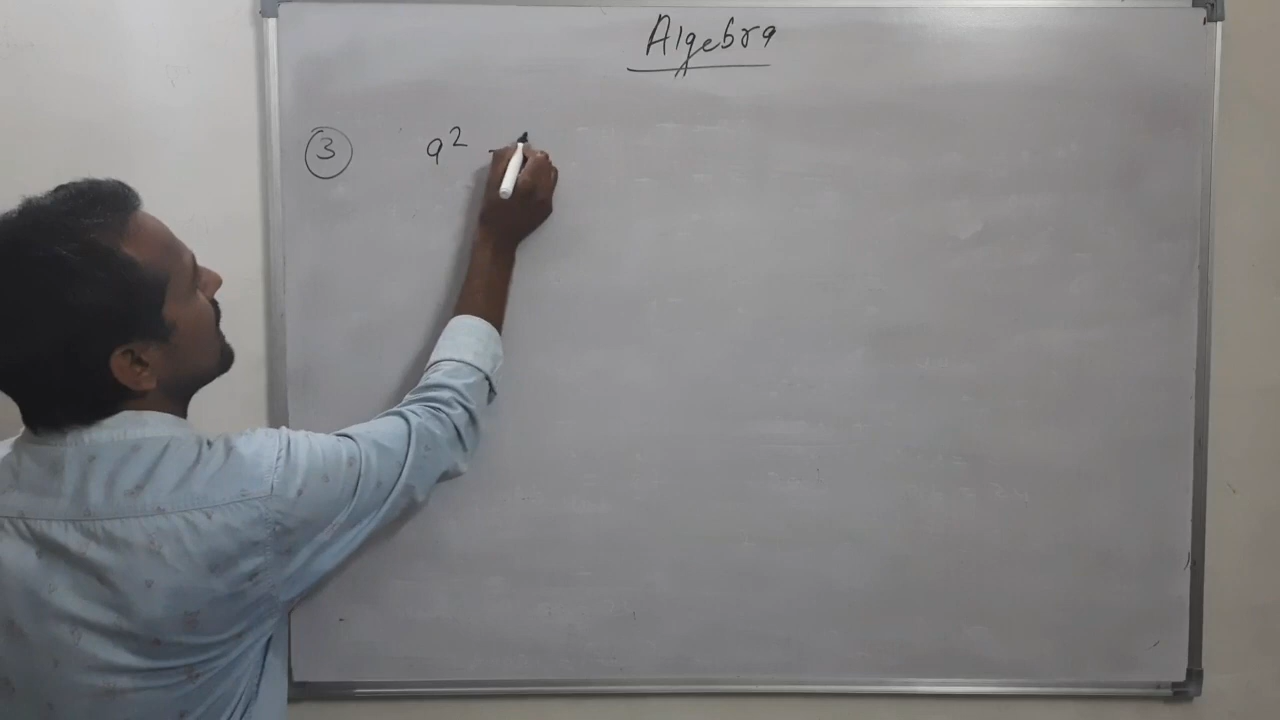 Algebra
③ a² -